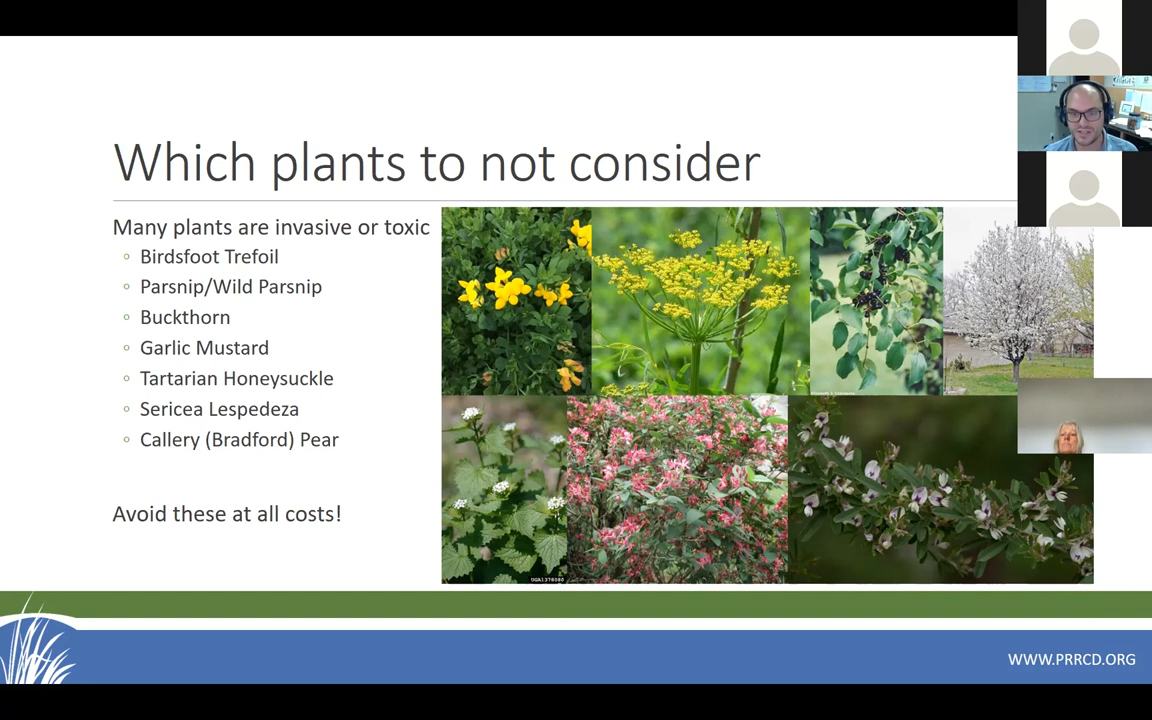 Which plants to not consider
Many plants are invasive or toxic
Birdsfoot Trefoil
Parsnip/Wild Parsnip
Buckthorn
Garlic Mustard
Tartarian Honeysuckle
Sericea Lespedeza
Callery (Bradford) Pear
Avoid these at all costs!
WWW.PRRCD.ORG